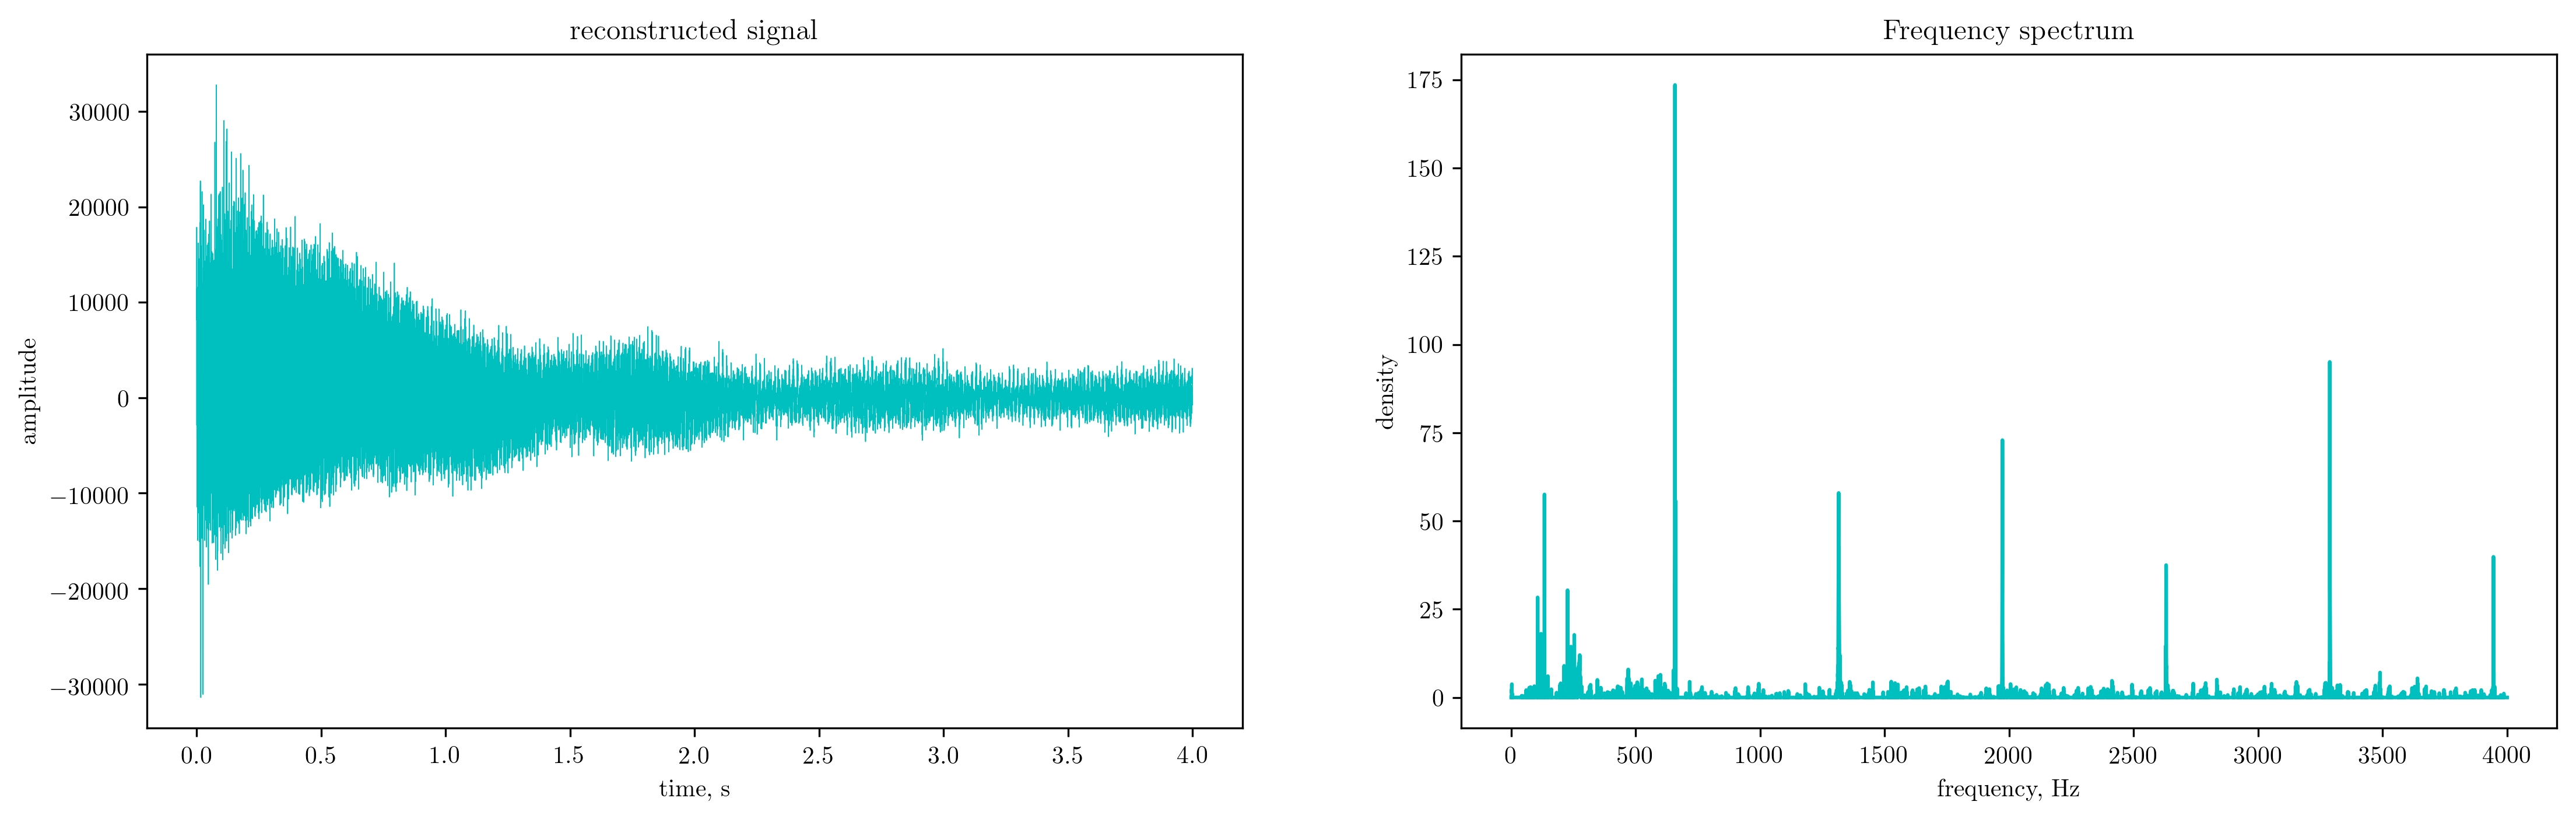 reconstructed signal
30000
20000
10000
0
−10000
−20000
−30000
amplitude
0.0 0.5 1.0 1.5 2.0 2.5 3.0 3.5 4.0
time, s
Frequency spectrum
175
150
125
100
75
50
25
0
density
0 500 1000 1500 2000 2500 3000 3500 4000
frequency, Hz